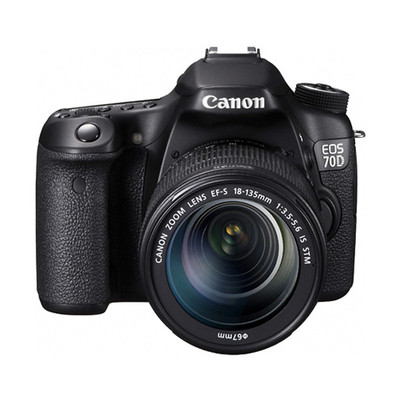 Canon
EOS
70D
CANON ZOOM LENS EF-S 18-135mm 1:3.5-5.6 IS STM
Φ67mm